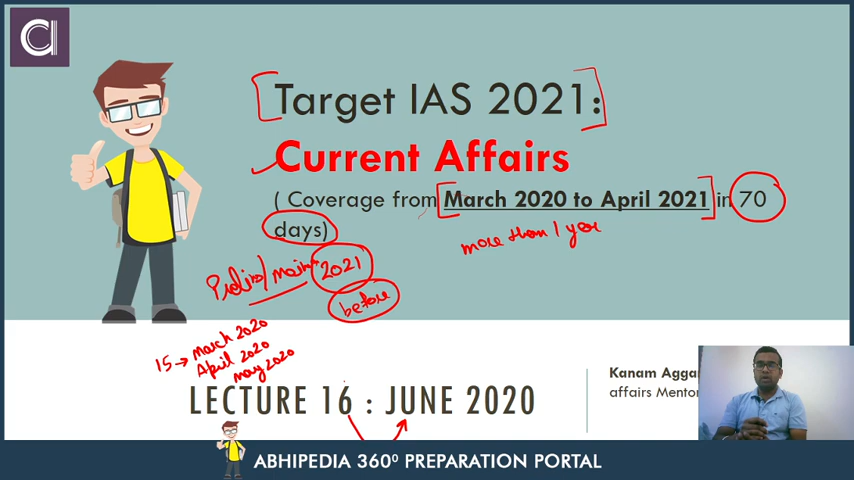 Target IAS 2021:
Current Affairs
( Coverage from March 2020 to April 2021 in 70
days)
more than 1 year
Prelims/mains 2021
before
15 → March 2020
April 2020
may 2020
LECTURE 16 : JUNE 2020
Kanam Aggar
affairs Mentor
ABHIPEDIA 360⁰ PREPARATION PORTAL